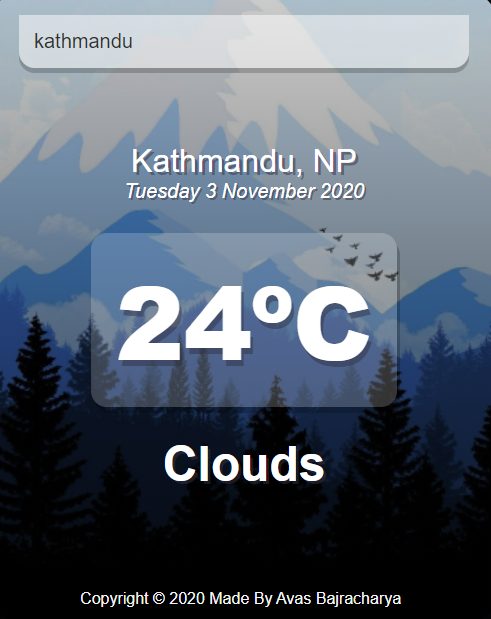 kathmandu
Kathmandu, NP
Tuesday 3 November 2020
24°C
Clouds
Copyright © 2020 Made By Avas Bajracharya